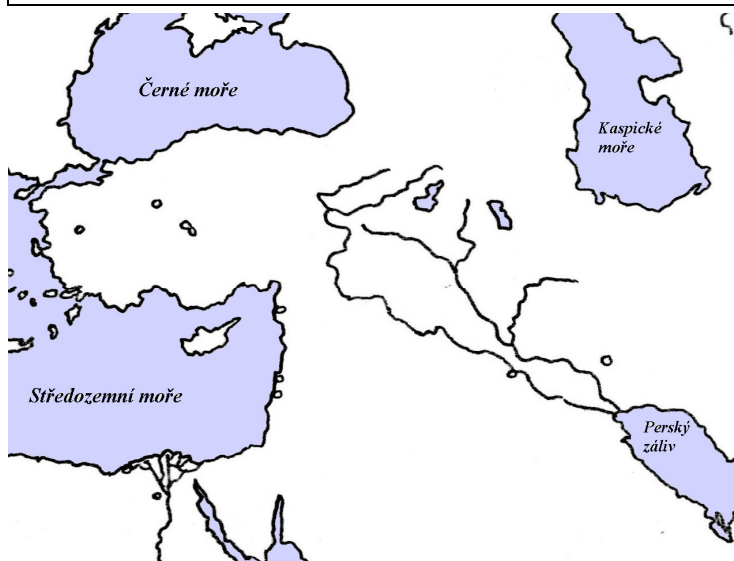 Černé moře
Kaspické
moře
Středozemní moře
Perský
záliv